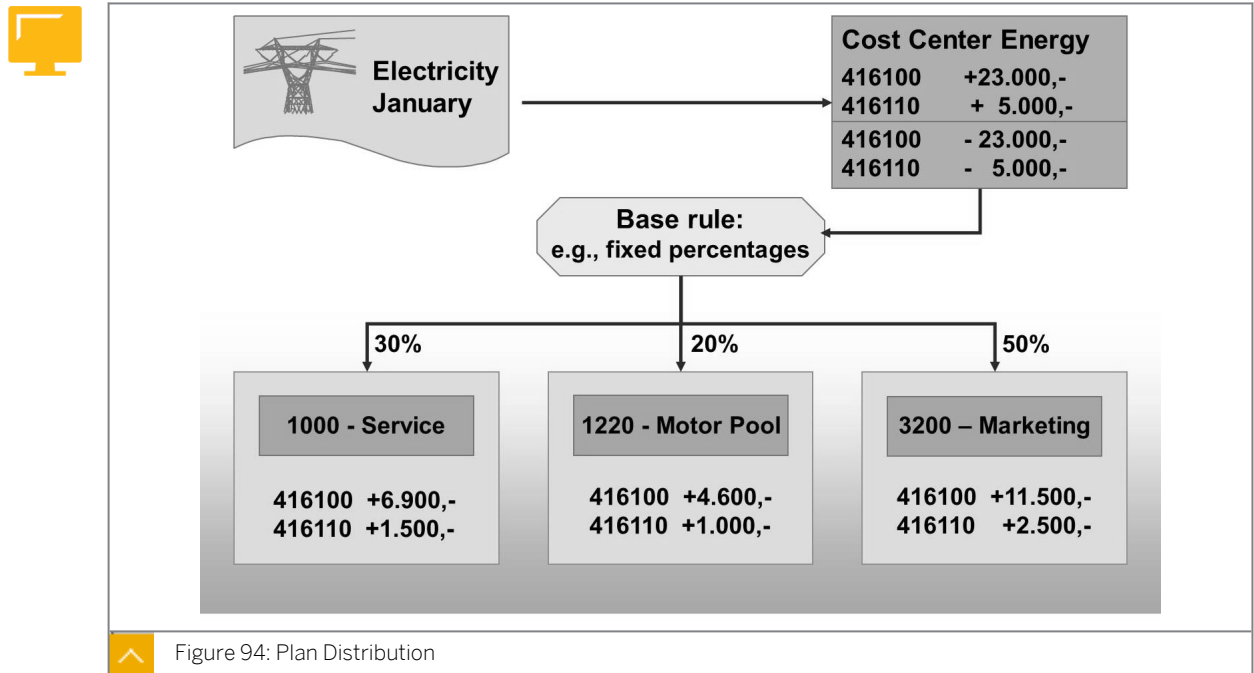 Electricity
January
Cost Center Energy
416100 +23.000,-
416110 + 5.000,-
416100 - 23.000,-
416110 - 5.000,-
Base rule:
e.g., fixed percentages
30%
20%
50%
1000 - Service
416100 +6.900,-
416110 +1.500,-
1220 - Motor Pool
416100 +4.600,-
416110 +1.000,-
3200 – Marketing
416100 +11.500,-
416110 +2.500,-
Figure 94: Plan Distribution